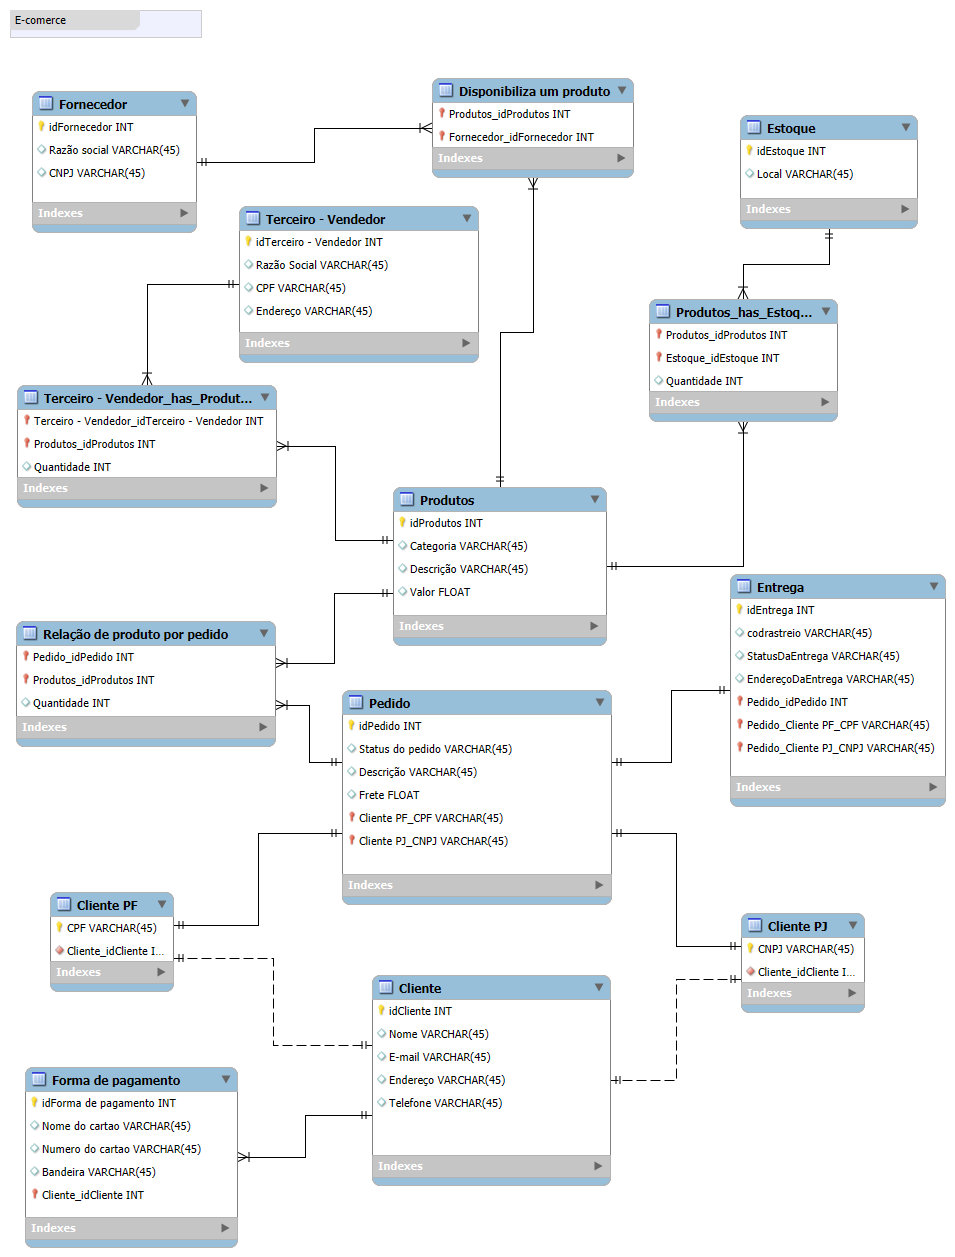 E-comerce
Fornecedor
idFornecedor INT
Razão social VARCHAR(45)
CNPJ VARCHAR(45)
Indexes
Disponibiliza um produto
Produtos_idProdutos INT
Fornecedor_idFornecedor INT
Indexes
Estoque
idEstoque INT
Local VARCHAR(45)
Indexes
Terceiro - Vendedor
idTerceiro - Vendedor INT
Razão Social VARCHAR(45)
CPF VARCHAR(45)
Endereço VARCHAR(45)
Indexes
Produtos_has_Estoq...
Produtos_idProdutos INT
Estoque_idEstoque INT
Quantidade INT
Indexes
Terceiro - Vendedor_has_Produt...
Terceiro - Vendedor_idTerceiro - Vendedor INT
Produtos_idProdutos INT
Quantidade INT
Indexes
Produtos
idProdutos INT
Categoria VARCHAR(45)
Descrição VARCHAR(45)
Valor FLOAT
Indexes
Entrega
idEntrega INT
codrastreio VARCHAR(45)
StatusDaEntrega VARCHAR(45)
EndereçoDaEntrega VARCHAR(45)
Pedido_idPedido INT
Pedido_Cliente PF_CPF VARCHAR(45)
Pedido_Cliente PJ_CNPJ VARCHAR(45)
Indexes
Relação de produto por pedido
Pedido_idPedido INT
Produtos_idProdutos INT
Quantidade INT
Indexes
Pedido
idPedido INT
Status do pedido VARCHAR(45)
Descrição VARCHAR(45)
Frete FLOAT
Cliente PF_CPF VARCHAR(45)
Cliente PJ_CNPJ VARCHAR(45)
Indexes
Cliente PF
CPF VARCHAR(45)
Cliente_idCliente I...
Indexes
Cliente PJ
CNPJ VARCHAR(45)
Cliente_idCliente I...
Indexes
Cliente
idCliente INT
Nome VARCHAR(45)
E-mail VARCHAR(45)
Endereço VARCHAR(45)
Telefone VARCHAR(45)
Indexes
Forma de pagamento
idForma de pagamento INT
Nome do cartao VARCHAR(45)
Numero do cartao VARCHAR(45)
Bandeira VARCHAR(45)
Cliente_idCliente INT
Indexes